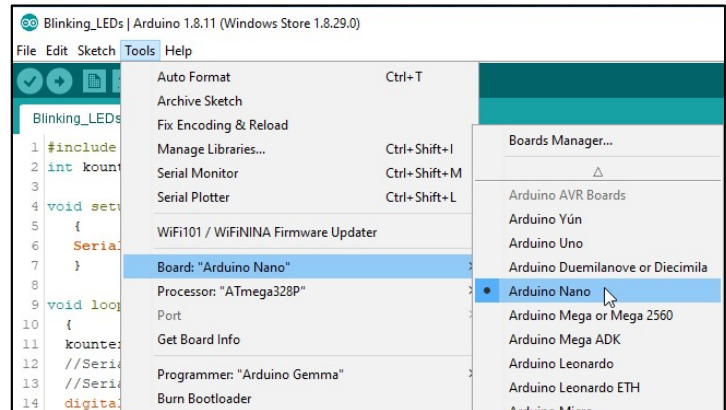 Blinking_LEDs | Arduino 1.8.11 (Windows Store 1.8.29.0)
File Edit Sketch Tools Help
Blinking_LEDs
1 #include
2 int kount
3
4 void setu
5 {
6 Serial
7 }
8
9 void loop
10 {
11 kounte
12 //Seria
13 //Seria
14 digital
Auto Format Ctrl+T
Archive Sketch
Fix Encoding & Reload
Manage Libraries... Ctrl+Shift+I
Serial Monitor Ctrl+Shift+M
Serial Plotter Ctrl+Shift+L
WiFi101 / WiFiNINA Firmware Updater
Board: "Arduino Nano"
Processor: "ATmega328P"
Port
Get Board Info
Programmer: "Arduino Gemma"
Burn Bootloader
Boards Manager...
Arduino AVR Boards
Arduino Yún
Arduino Uno
Arduino Duemilanove or Diecimila
Arduino Nano
Arduino Mega or Mega 2560
Arduino Mega ADK
Arduino Leonardo
Arduino Leonardo ETH
Arduino Micro